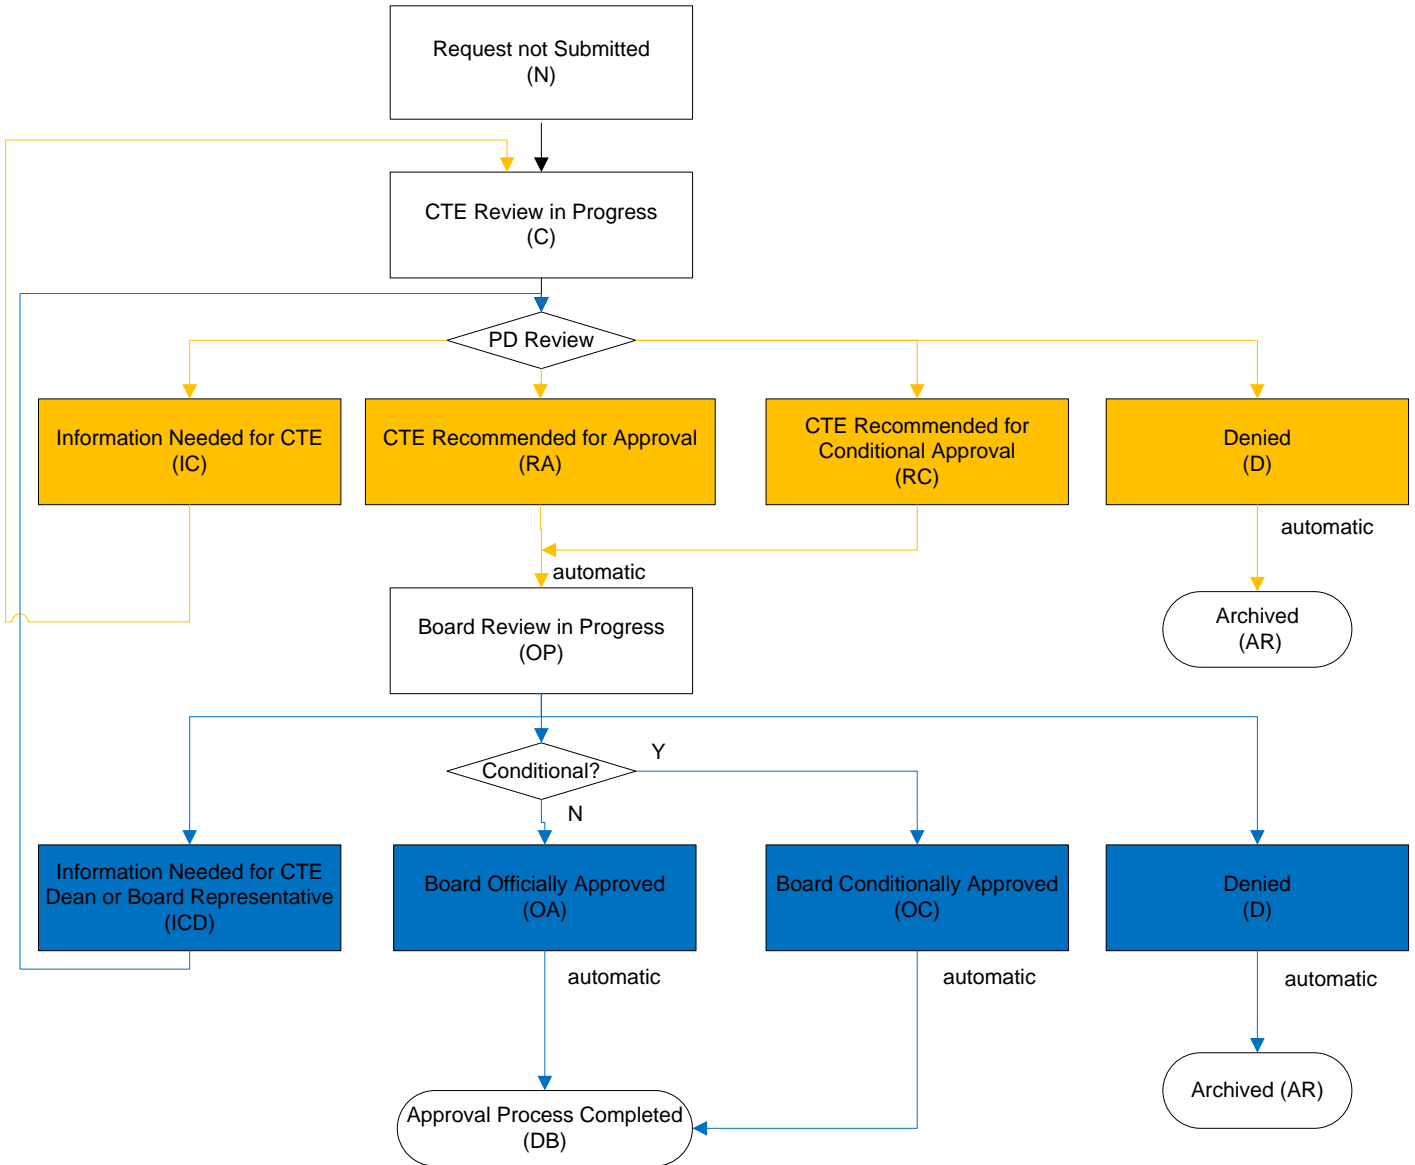 Request not Submitted
(N)
CTE Review in Progress
(C)
PD Review
Information Needed for CTE
(IC)
CTE Recommended for Approval
(RA)
CTE Recommended for
Conditional Approval
(RC)
Denied
(D)
automatic
automatic
Board Review in Progress
(OP)
Archived
(AR)
Conditional?
Y
N
Information Needed for CTE
Dean or Board Representative
(ICD)
Board Officially Approved
(OA)
Board Conditionally Approved
(OC)
Denied
(D)
automatic
automatic
automatic
Approval Process Completed
(DB)
Archived (AR)